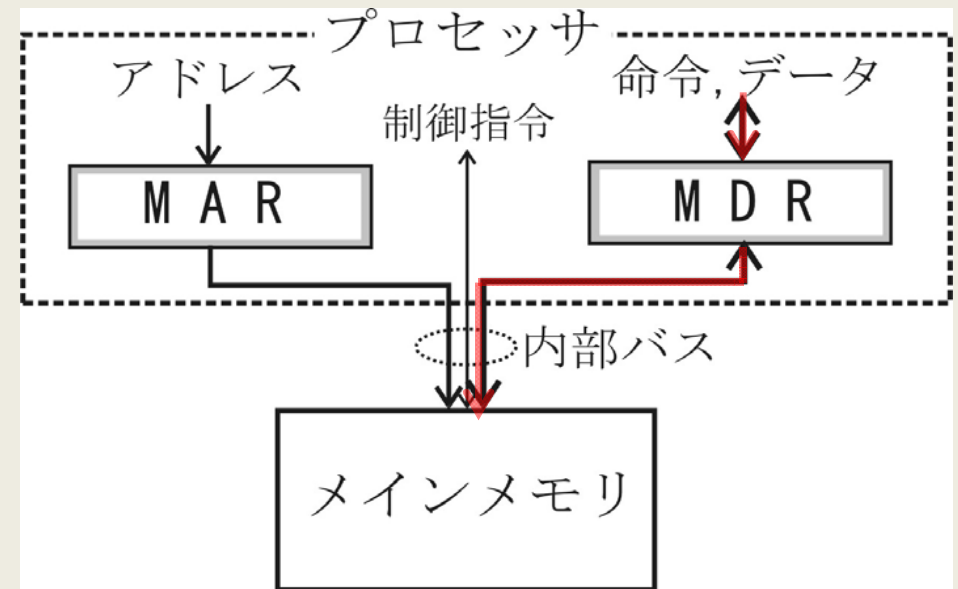 プロセッサ
アドレス
命令,データ
制御指令
MAR
MDR
内部バス
メインメモリ